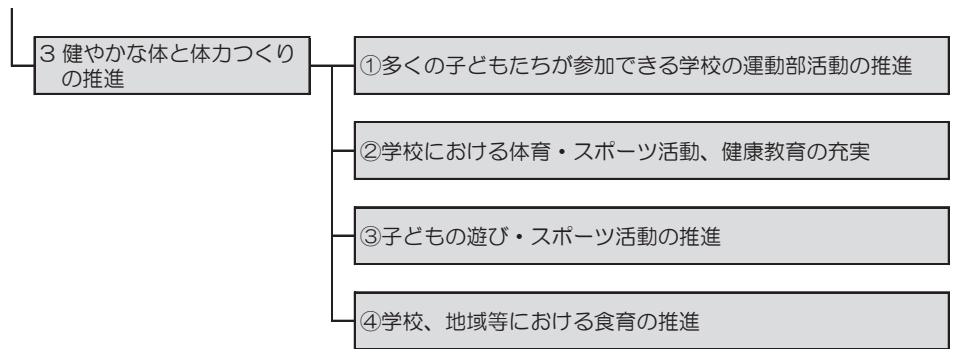 3 健やかな体と体力つくり
の推進
①多くの子どもたちが参加できる学校の運動部活動の推進
②学校における体育・スポーツ活動、健康教育の充実
③子どもの遊び・スポーツ活動の推進
④学校、地域等における食育の推進